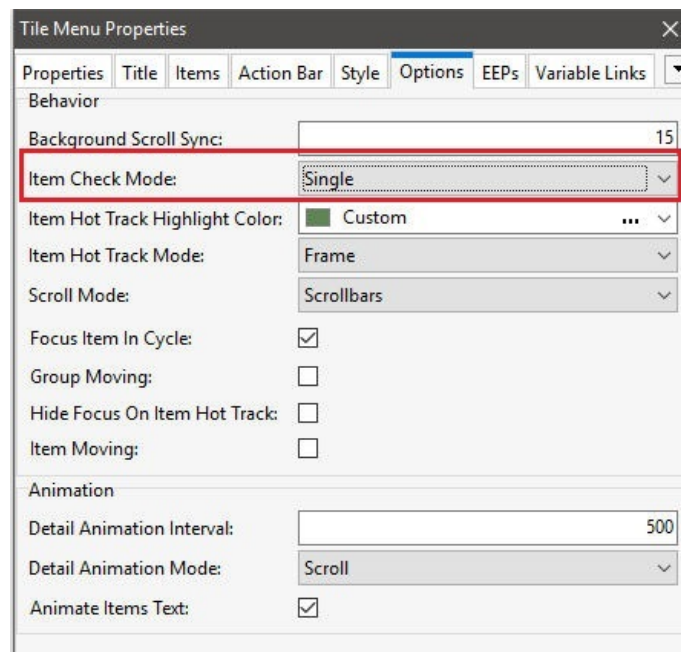 Tile Menu Properties
Properties Title Items Action Bar Style Options EEPs Variable Links
Behavior
Background Scroll Sync: 15
Item Check Mode: Single
Item Hot Track Highlight Color: Custom ...
Item Hot Track Mode: Frame
Scroll Mode: Scrollbars
Focus Item In Cycle:
Group Moving:
Hide Focus On Item Hot Track:
Item Moving:
Animation
Detail Animation Interval: 500
Detail Animation Mode: Scroll
Animate Items Text: